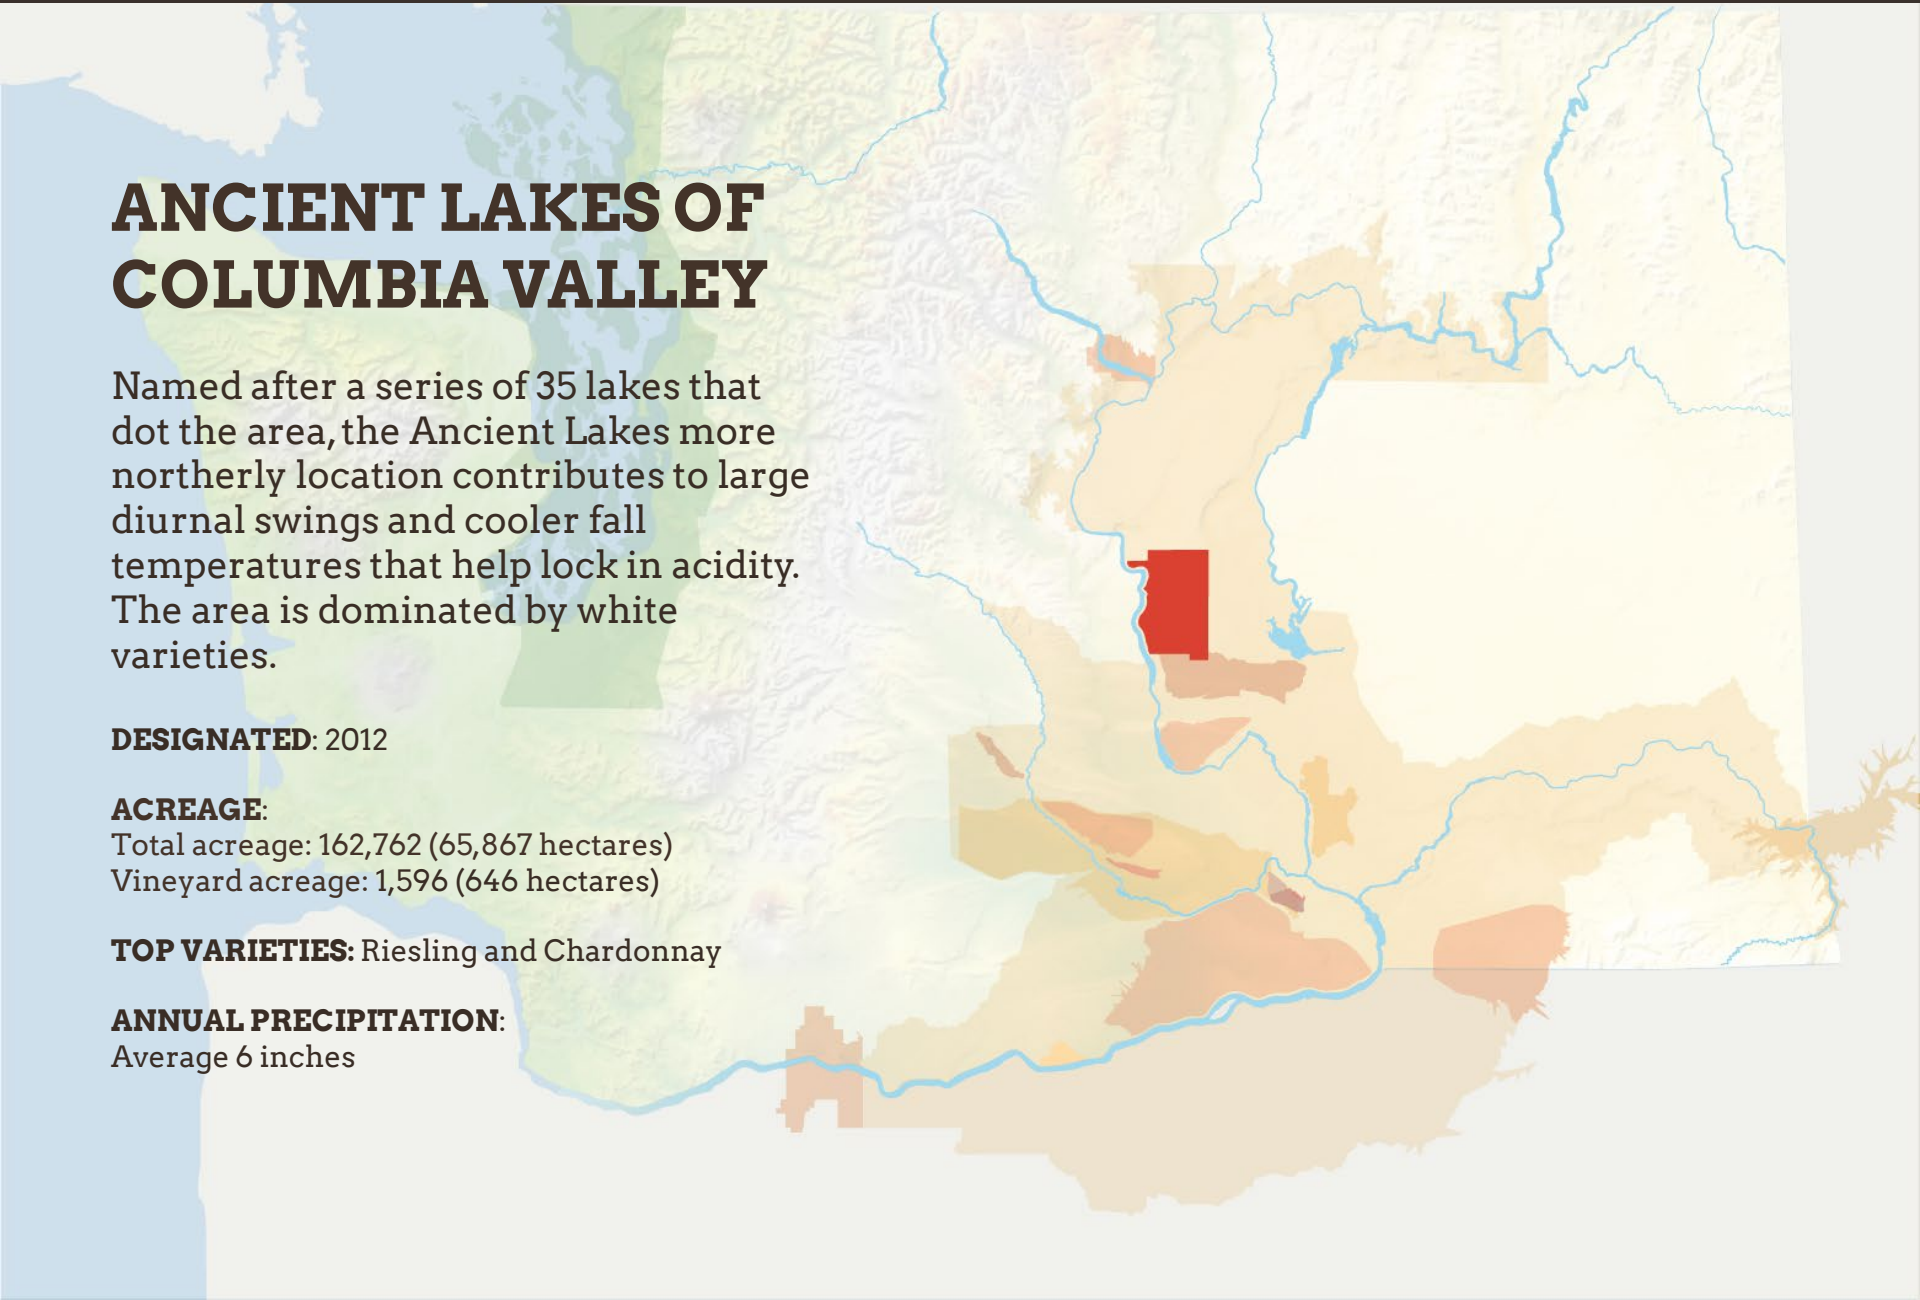 ANCIENT LAKES OF
COLUMBIA VALLEY
Named after a series of 35 lakes that
dot the area, the Ancient Lakes more
northerly location contributes to large
diurnal swings and cooler fall
temperatures that help lock in acidity.
The area is dominated by white
varieties.
DESIGNATED: 2012
ACREAGE:
Total acreage: 162,762 (65,867 hectares)
Vineyard acreage: 1,596 (646 hectares)
TOP VARIETIES: Riesling and Chardonnay
ANNUAL PRECIPITATION:
Average 6 inches